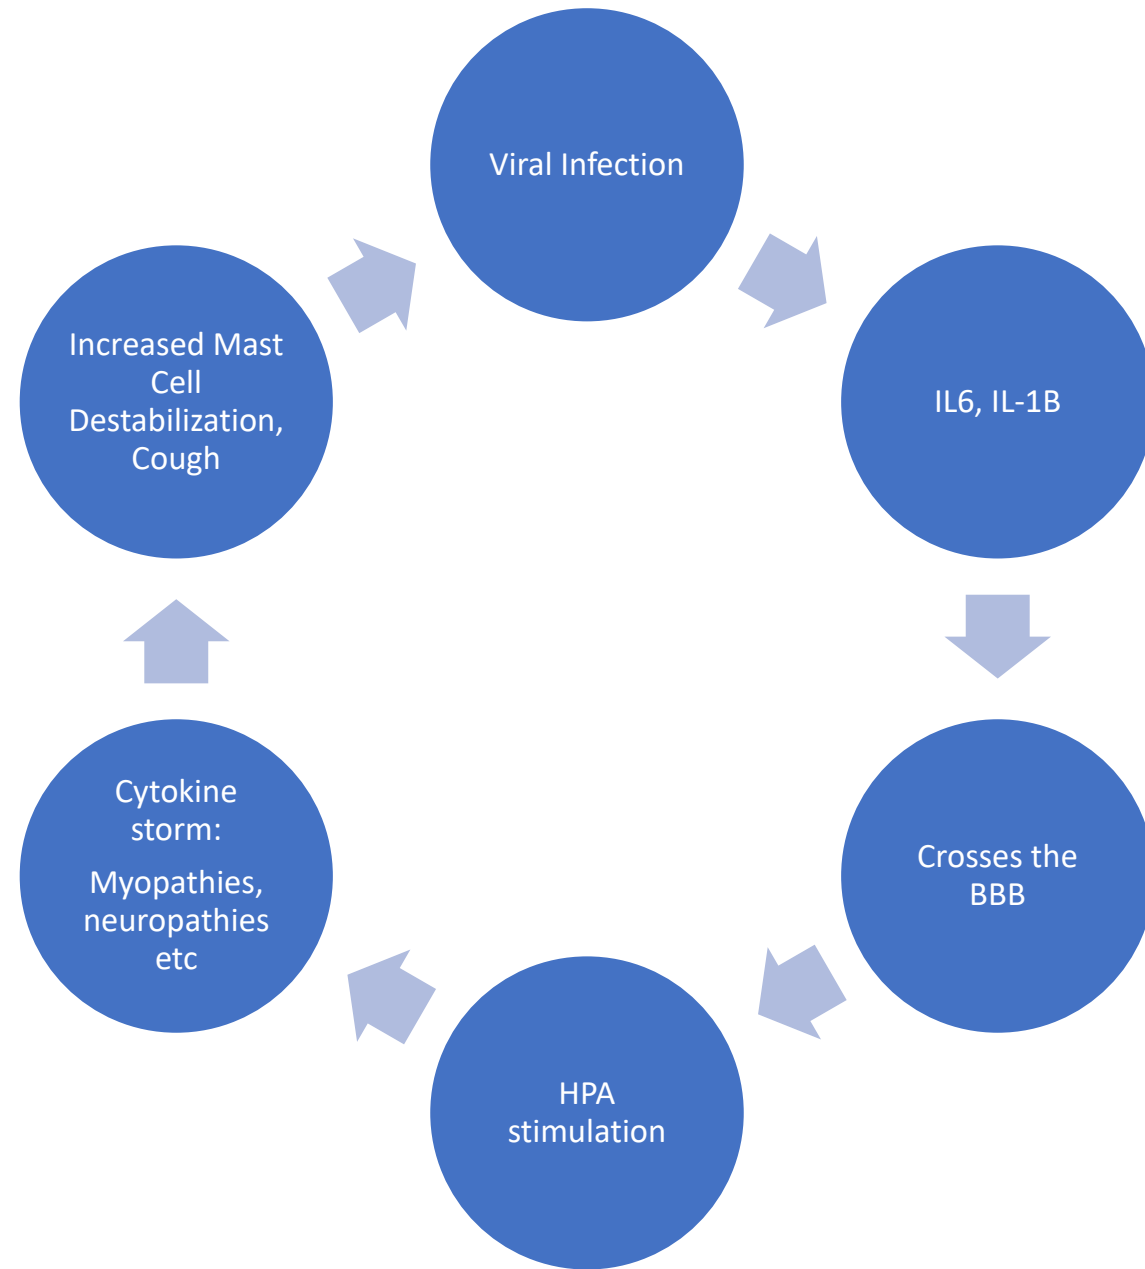 Viral Infection
IL6, IL-1B
Crosses the
BBB
HPA
stimulation
Cytokine
storm:
Myopathies,
neuropathies
etc
Increased Mast
Cell
Destabilization,
Cough